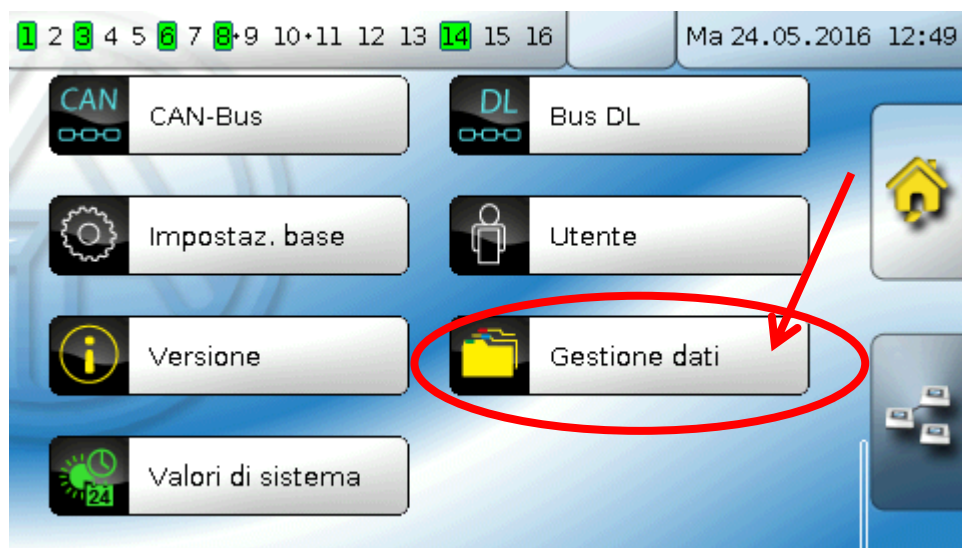 1 2 3 4 5 6 7 8•9 10•11 12 13 14 15 16 Ma 24.05.2016 12:49
CAN CAN-Bus
DL Bus DL
Impostaz. base
Utente
Versione
Gestione dati
24 Valori di sistema